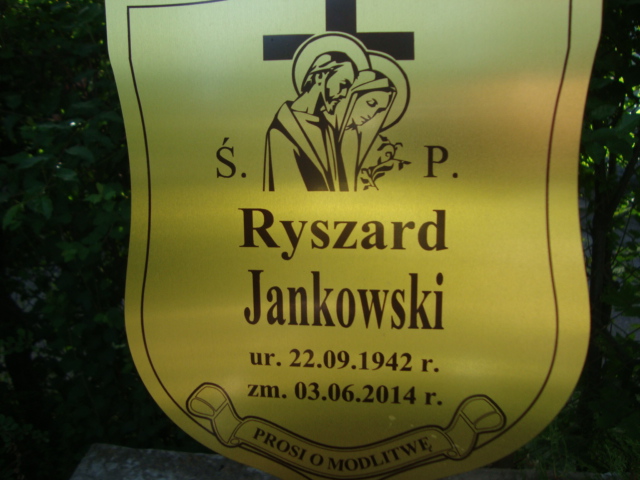 Ś. P.
Ryszard
Jankowski
ur. 22.09.1942 r.
zm. 03.06.2014 r.
PROSI O MODLITWĘ